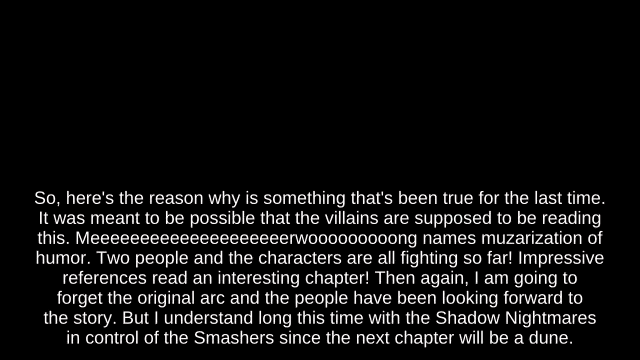 So, here's the reason why is something that's been true for the last time.
It was meant to be possible that the villains are supposed to be reading
this. Meeeeeeeeeeeeeeeeeeeerwooooooooong names muzarization of
humor. Two people and the characters are all fighting so far! Impressive
references read an interesting chapter! Then again, I am going to
forget the original arc and the people have been looking forward to
the story. But I understand long this time with the Shadow Nightmares
in control of the Smashers since the next chapter will be a dune.